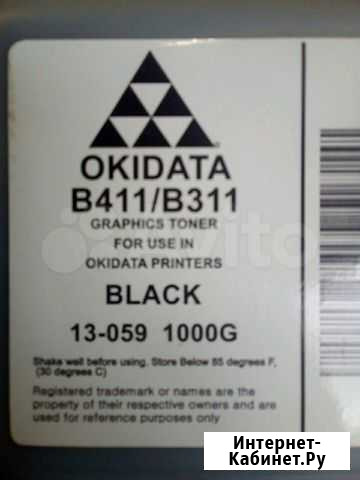 OKIDATA
B411/B311
GRAPHICS TONER
FOR USE IN
OKIDATA PRINTERS
BLACK
13-059 1000G
Shake well before using. Store Below 85 degrees F,
(30 degrees C)
Registered trademark or names are the
property of their respective owners and are
used for reference purposes only
Avito
Интернет-
Кабинет.Ру